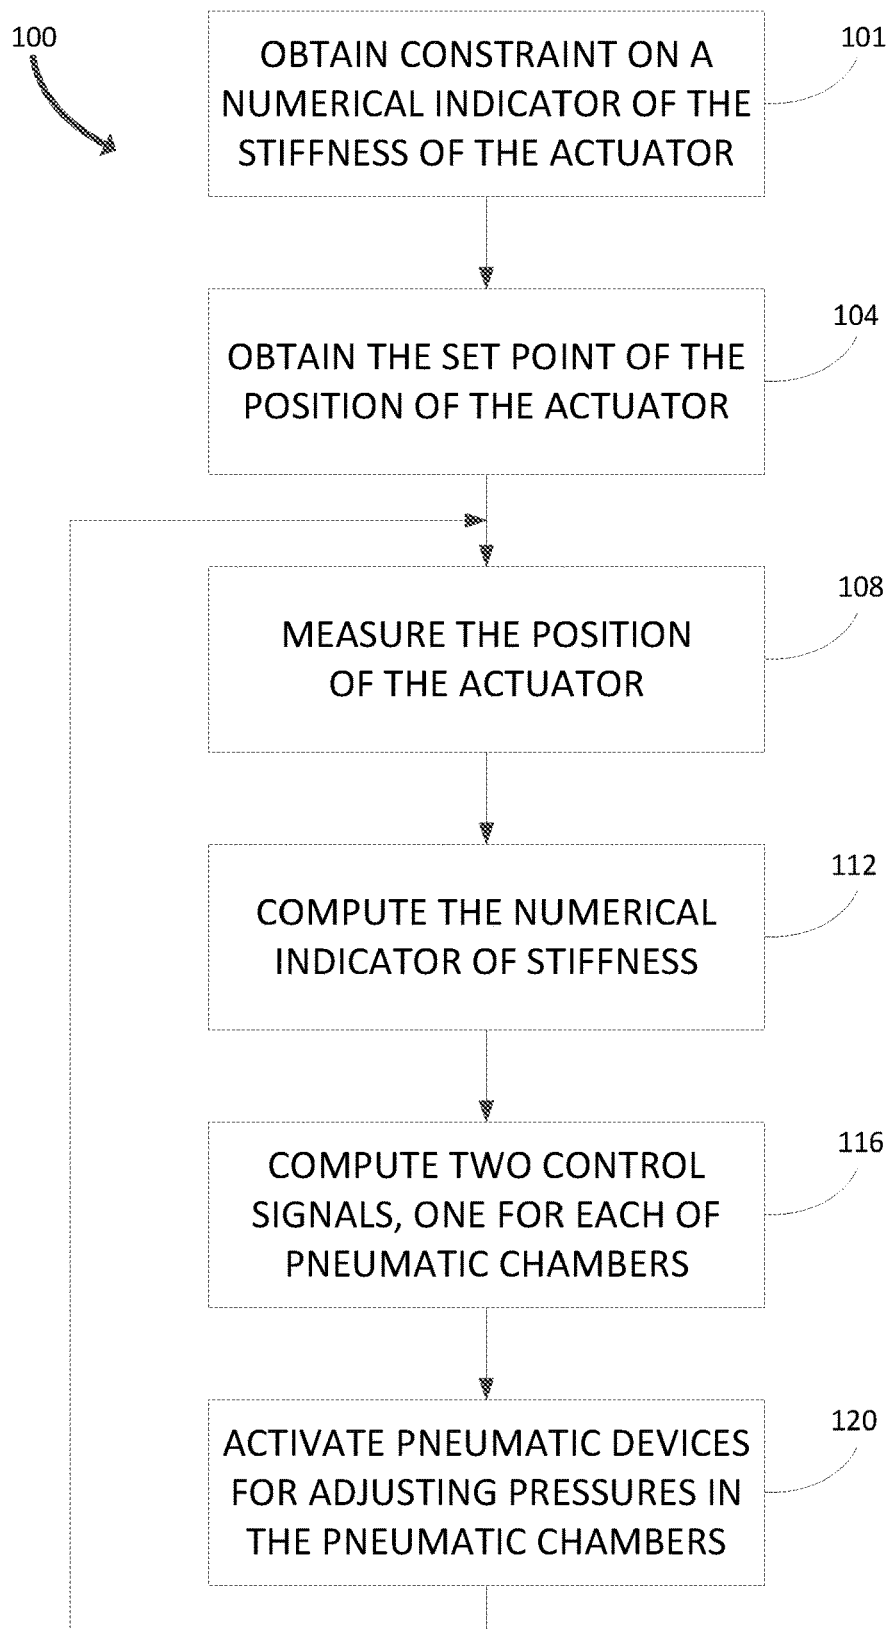 100
OBTAIN CONSTRAINT ON A
NUMERICAL INDICATOR OF THE
STIFFNESS OF THE ACTUATOR
101
OBTAIN THE SET POINT OF THE
POSITION OF THE ACTUATOR
104
MEASURE THE POSITION
OF THE ACTUATOR
108
COMPUTE THE NUMERICAL
INDICATOR OF STIFFNESS
112
COMPUTE TWO CONTROL
SIGNALS, ONE FOR EACH OF
PNEUMATIC CHAMBERS
116
ACTIVATE PNEUMATIC DEVICES
FOR ADJUSTING PRESSURES IN
THE PNEUMATIC CHAMBERS
120